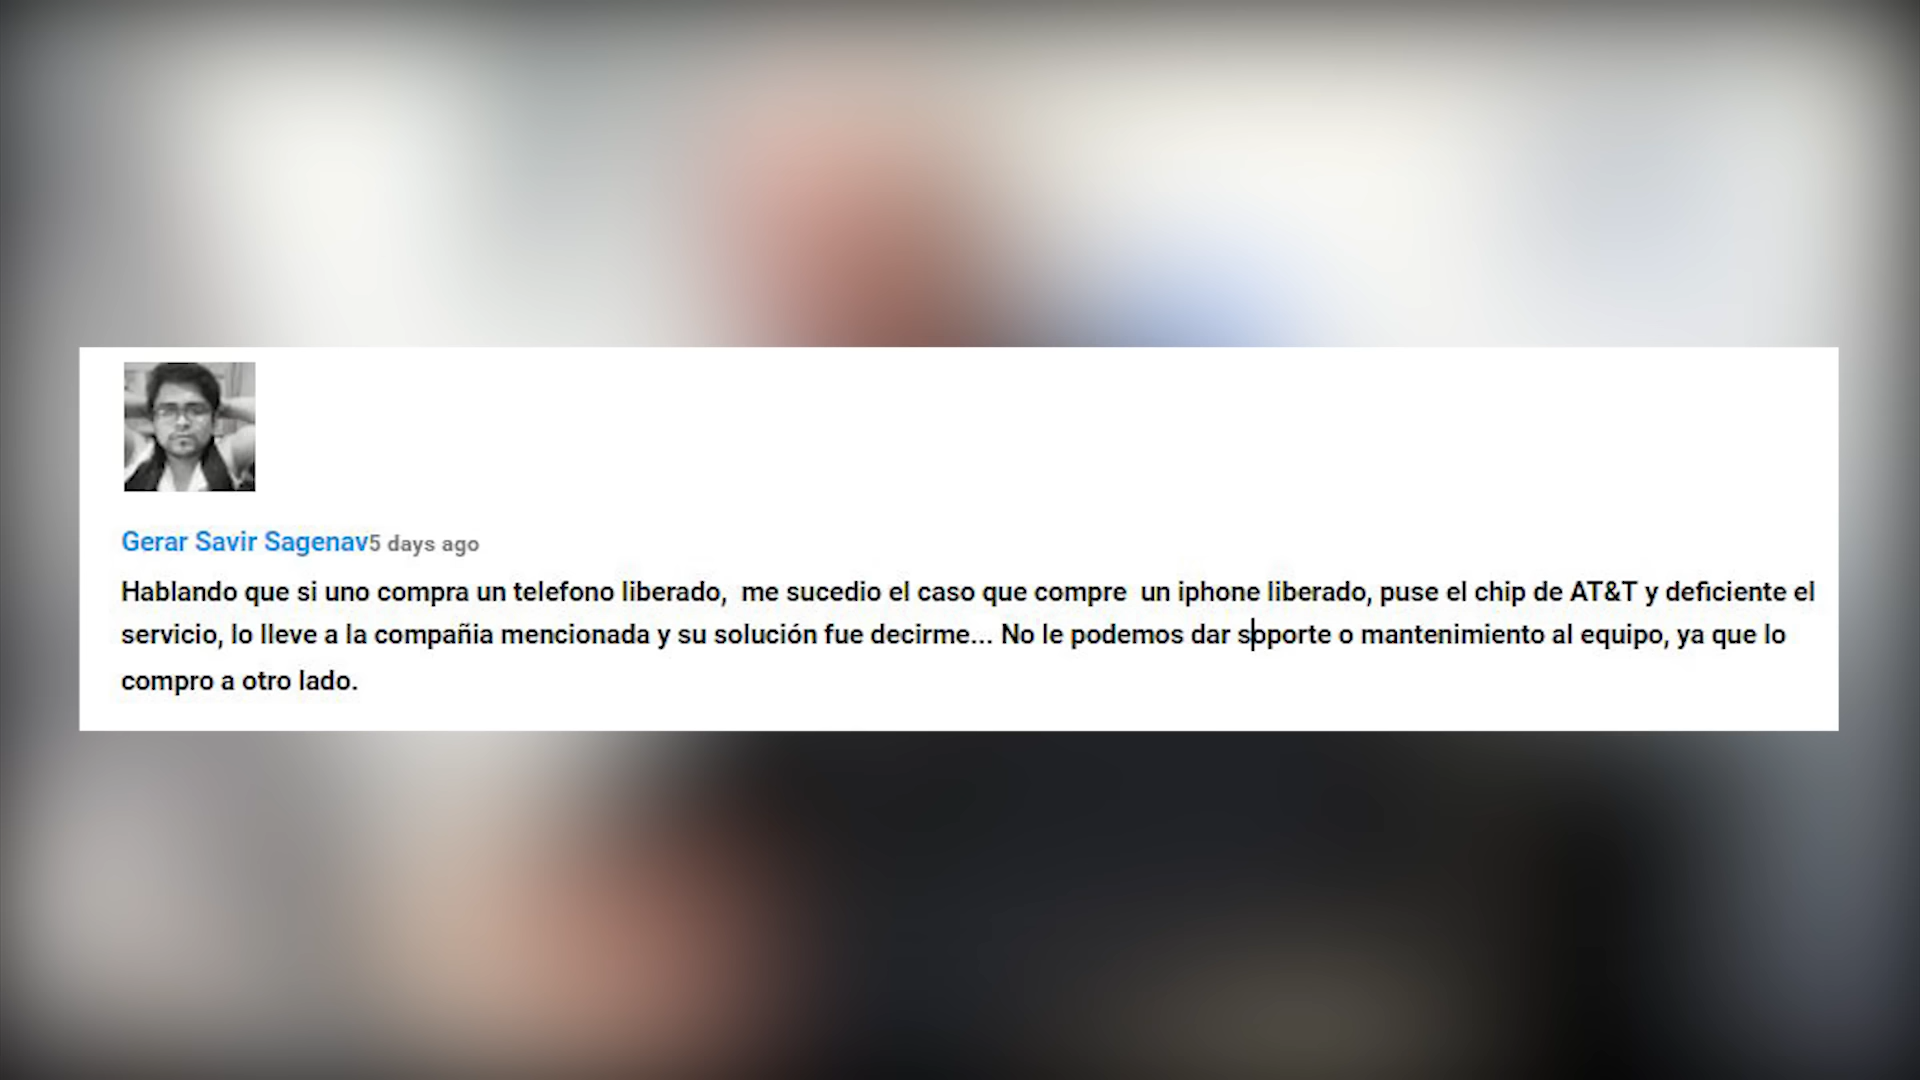 Gerar Savir Sagenav5 days ago
Hablando que si uno compra un telefono liberado,  me sucedio el caso que compre  un iphone liberado, puse el chip de AT&T y deficiente el
servicio, lo lleve a la compañia mencionada y su solución fue decirme... No le podemos dar soporte o mantenimiento al equipo, ya que lo
compro a otro lado.